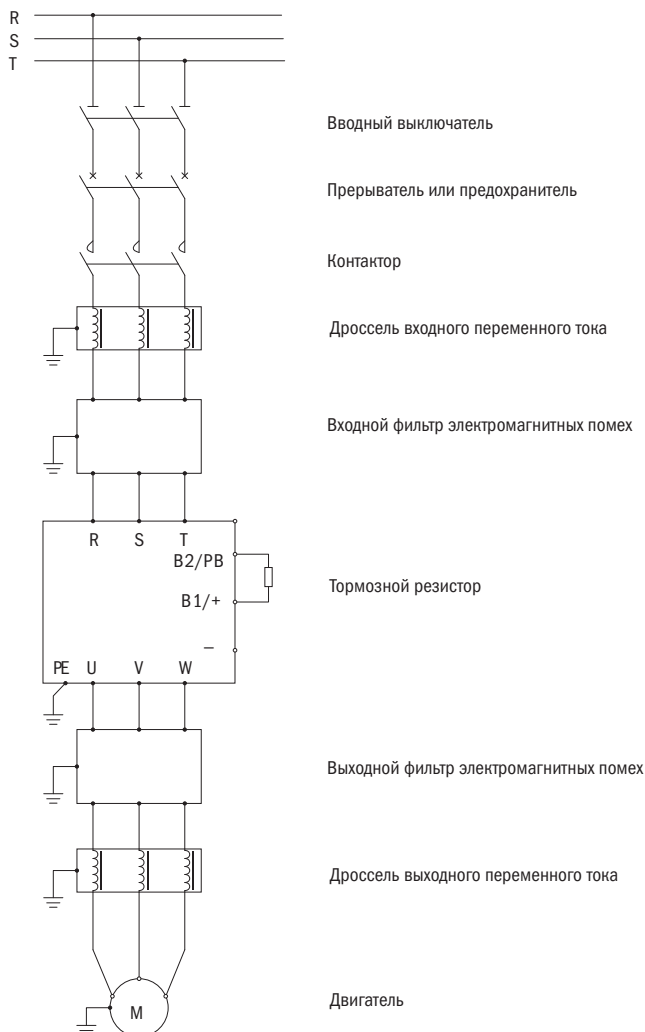 R
S
T
Вводный выключатель
Прерыватель или предохранитель
Контактор
Дроссель входного переменного тока
Входной фильтр электромагнитных помех
R S T
B2/PB
B1/+
Тормозной резистор
–
PE U V W
Выходной фильтр электромагнитных помех
Дроссель выходного переменного тока
M
Двигатель